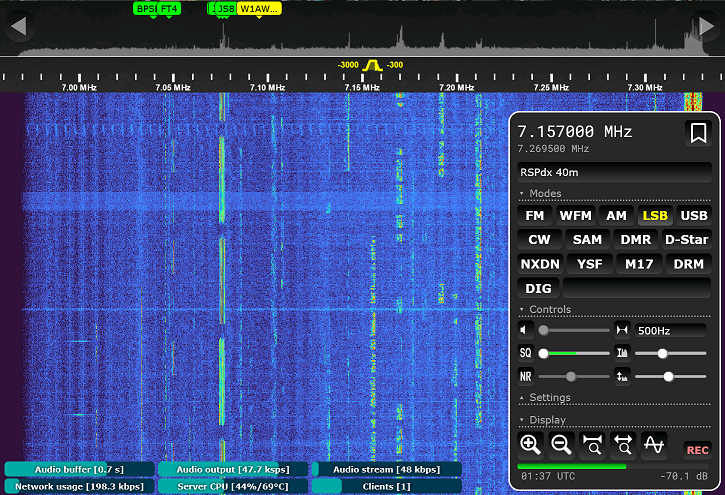 BPSK FT4 JS8 W1AW...
-3000 -300
7.00 MHz 7.05 MHz 7.10 MHz 7.15 MHz 7.20 MHz 7.30 MHz
7.157000 MHz
7.269500 MHz
RSPdx 40m
Modes
FM WFM AM LSB USB
CW SAM DMR D-Star
NXDN YSF M17 DRM
DIG
Controls
500Hz
SQ
NR
Settings
Display
REC
01:37 UTC -70.1 dB
Audio buffer [0.7 s] Audio output [47.7 ksps] Audio stream [48 kbps]
Network usage [198.3 kbps] Server CPU [44%/69°C] Clients [1]